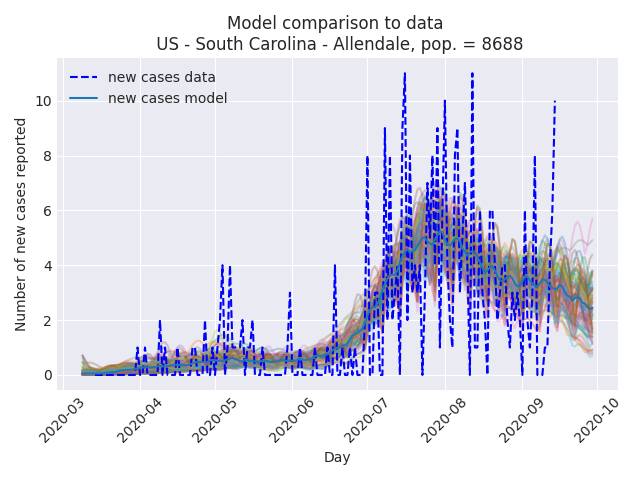 Model comparison to data
US - South Carolina - Allendale, pop. = 8688
new cases data
new cases model
Number of new cases reported
10
8
6
4
2
0
2020-03
2020-04
2020-05
2020-06
2020-07
2020-08
2020-09
2020-10
Day